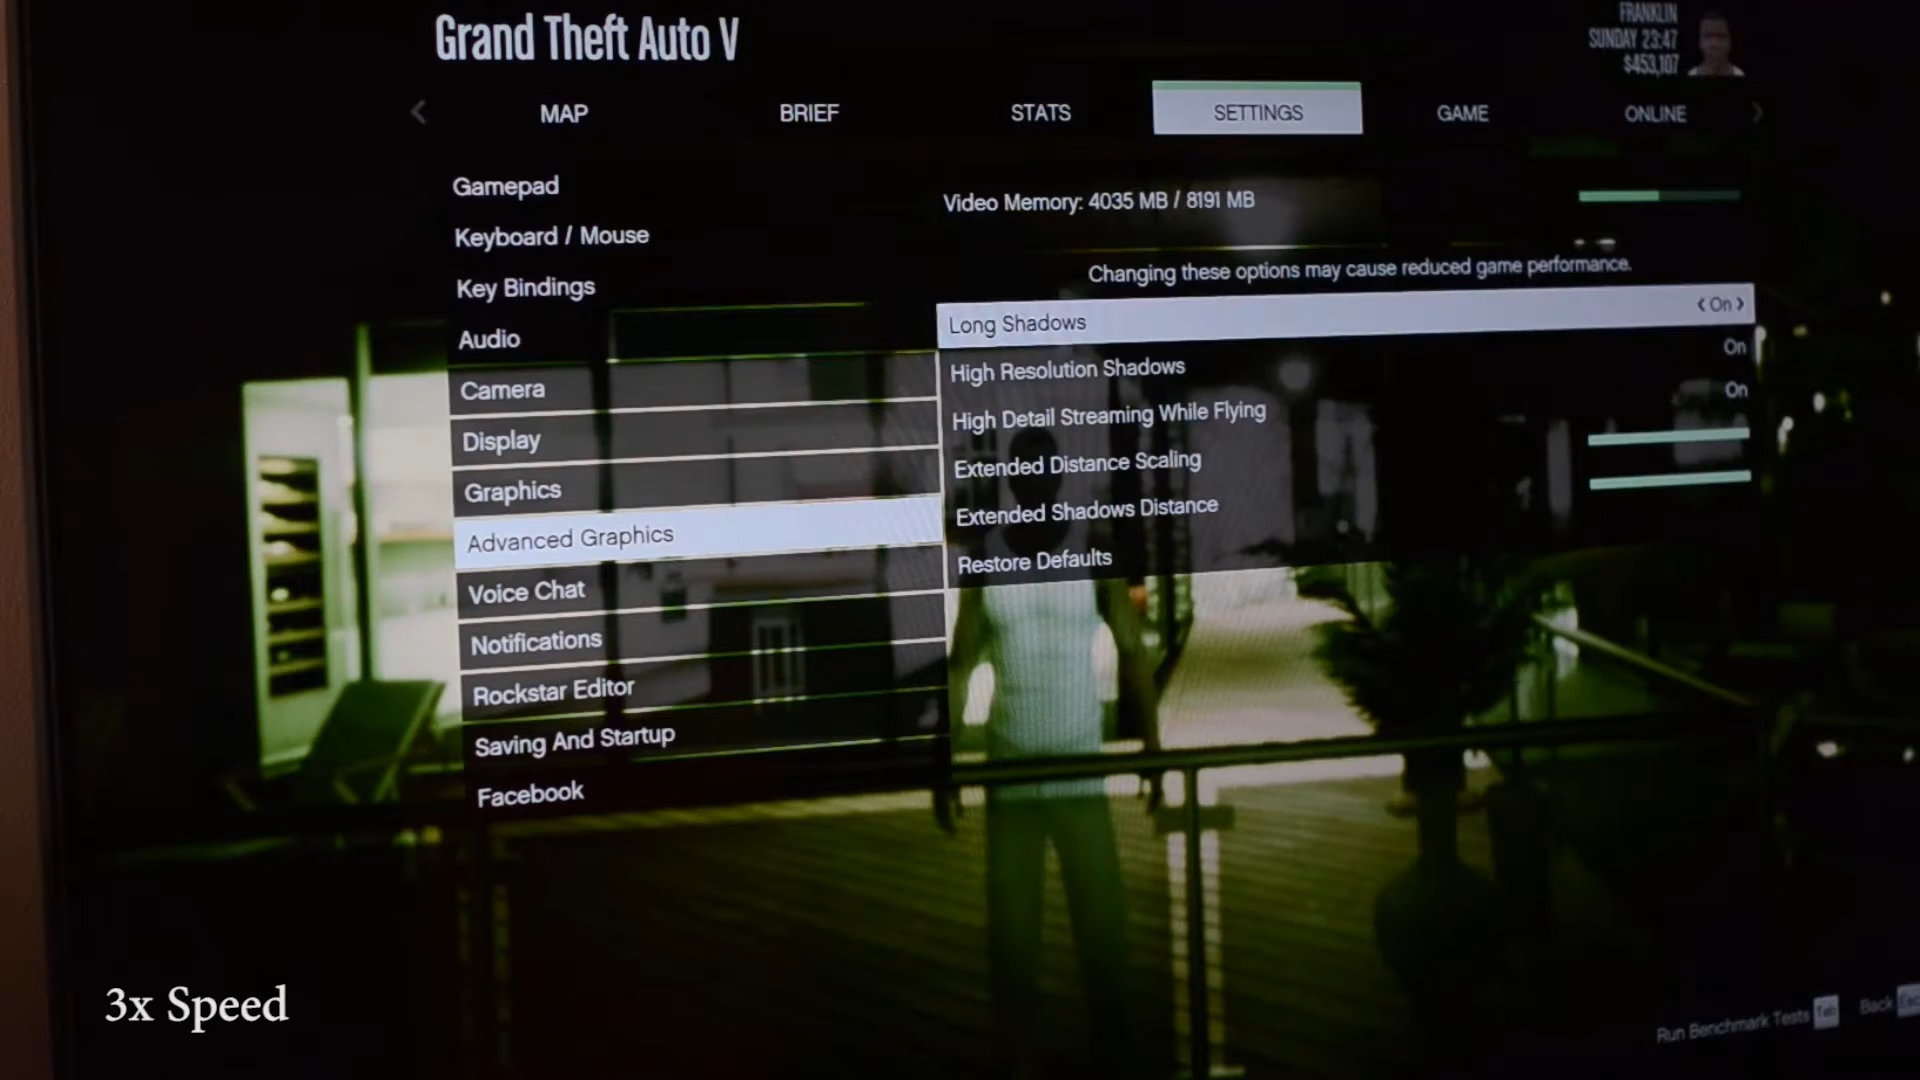 Grand Theft Auto V
FRANKLIN
SUNDAY 23:47
$453,107
MAP BRIEF STATS SETTINGS GAME ONLINE
Gamepad
Keyboard / Mouse
Key Bindings
Audio
Camera
Display
Graphics
Advanced Graphics
Voice Chat
Notifications
Rockstar Editor
Saving And Startup
Facebook
Video Memory: 4035 MB / 8191 MB
Changing these options may cause reduced game performance.
Long Shadows < On >
High Resolution Shadows On
High Detail Streaming While Flying On
Extended Distance Scaling
Extended Shadows Distance
Restore Defaults
3x Speed
Run Benchmark Tests Tab Back Esc